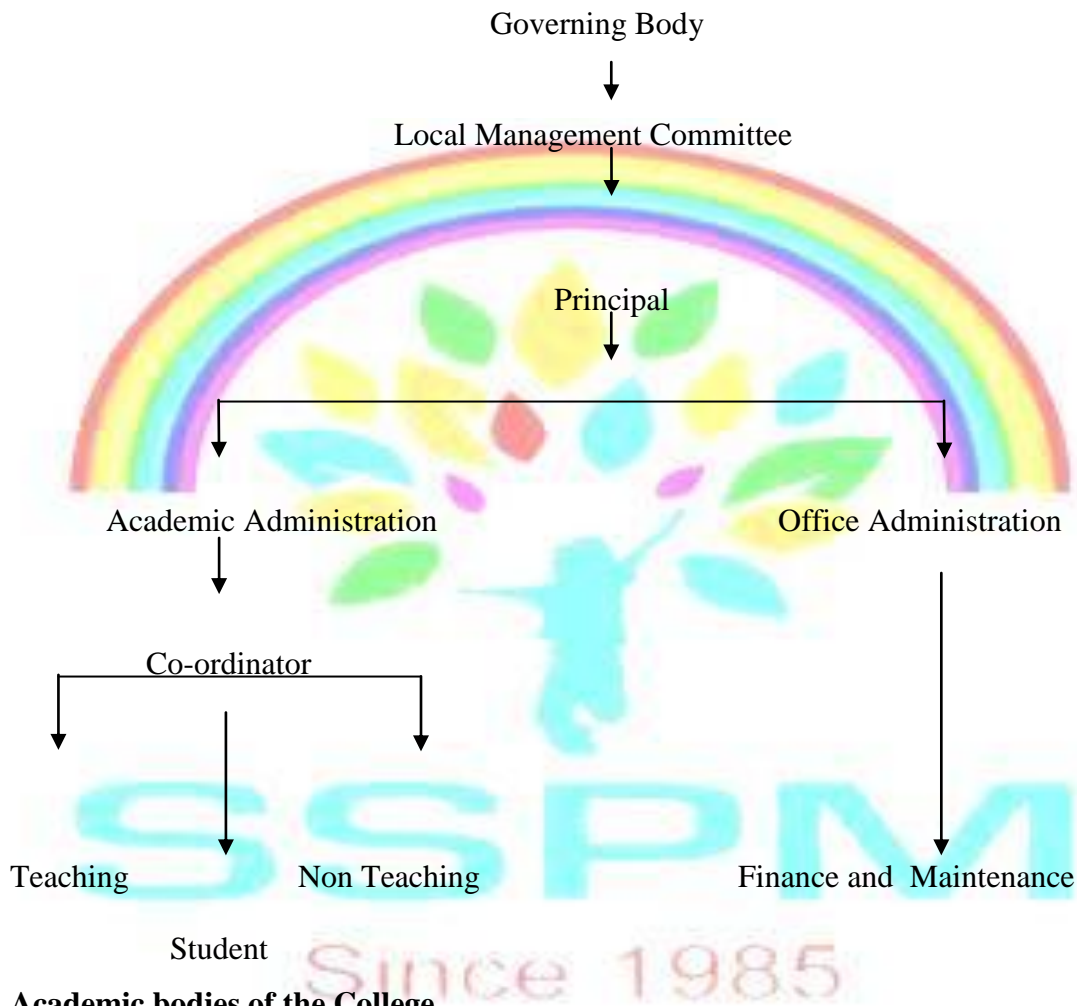 Governing Body
Local Management Committee
Principal
Academic Administration
Office Administration
Co-ordinator
Teaching
Non Teaching
Finance and Maintenance
Student
SSPM
Since 1985
Academic bodies of the College